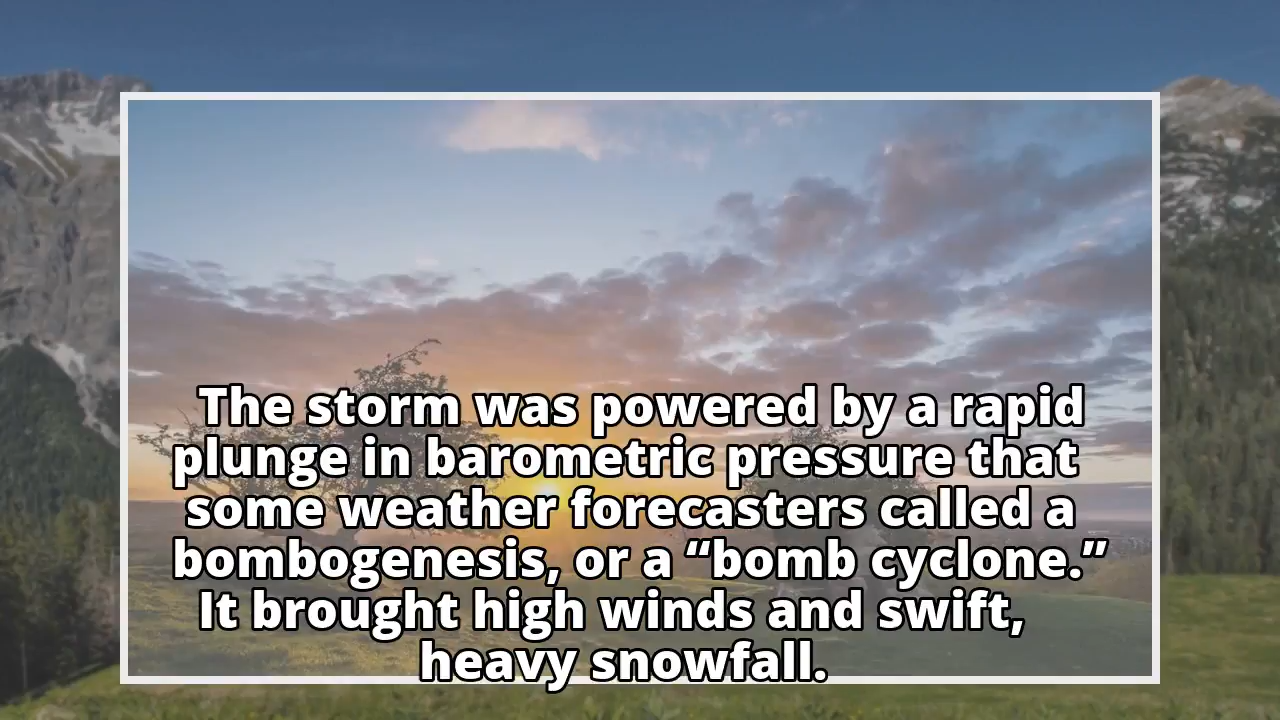 The storm was powered by a rapid
plunge in barometric pressure that
some weather forecasters called a
bombogenesis, or a “bomb cyclone.”
It brought high winds and swift,
heavy snowfall.